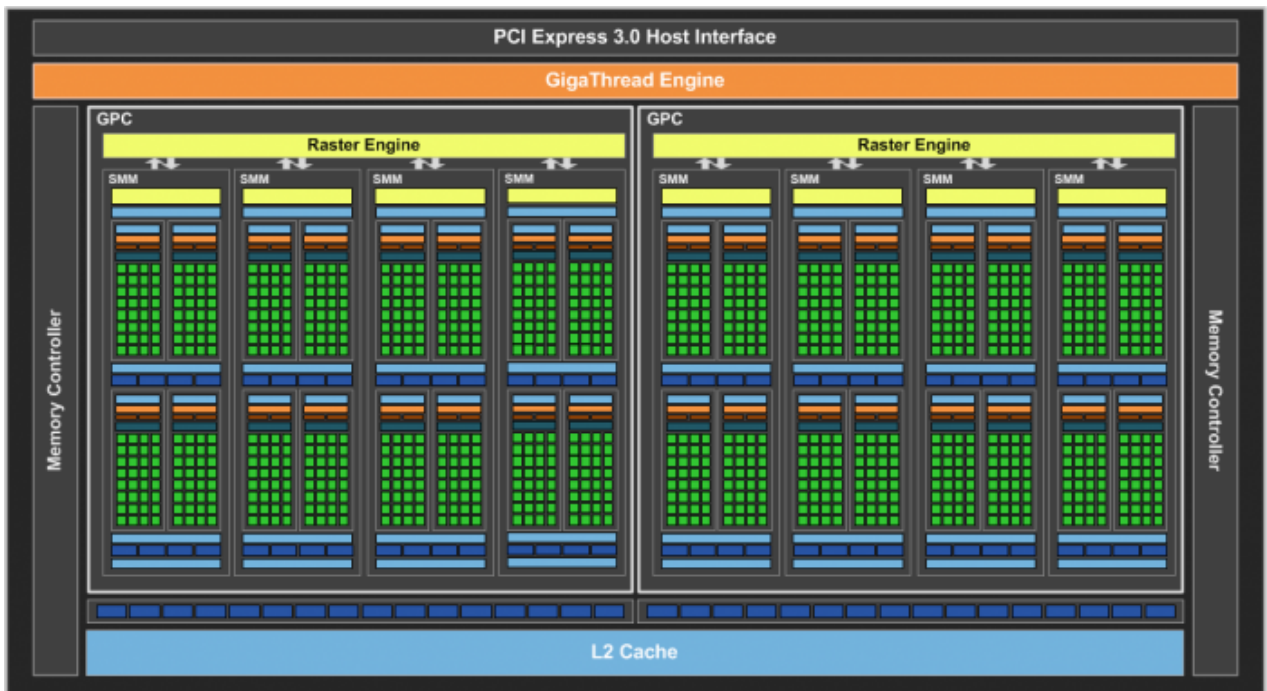 PCI Express 3.0 Host Interface
GigaThread Engine
Memory Controller
GPC
Raster Engine
SMM
SMM
SMM
SMM
GPC
Raster Engine
SMM
SMM
SMM
SMM
Memory Controller
L2 Cache